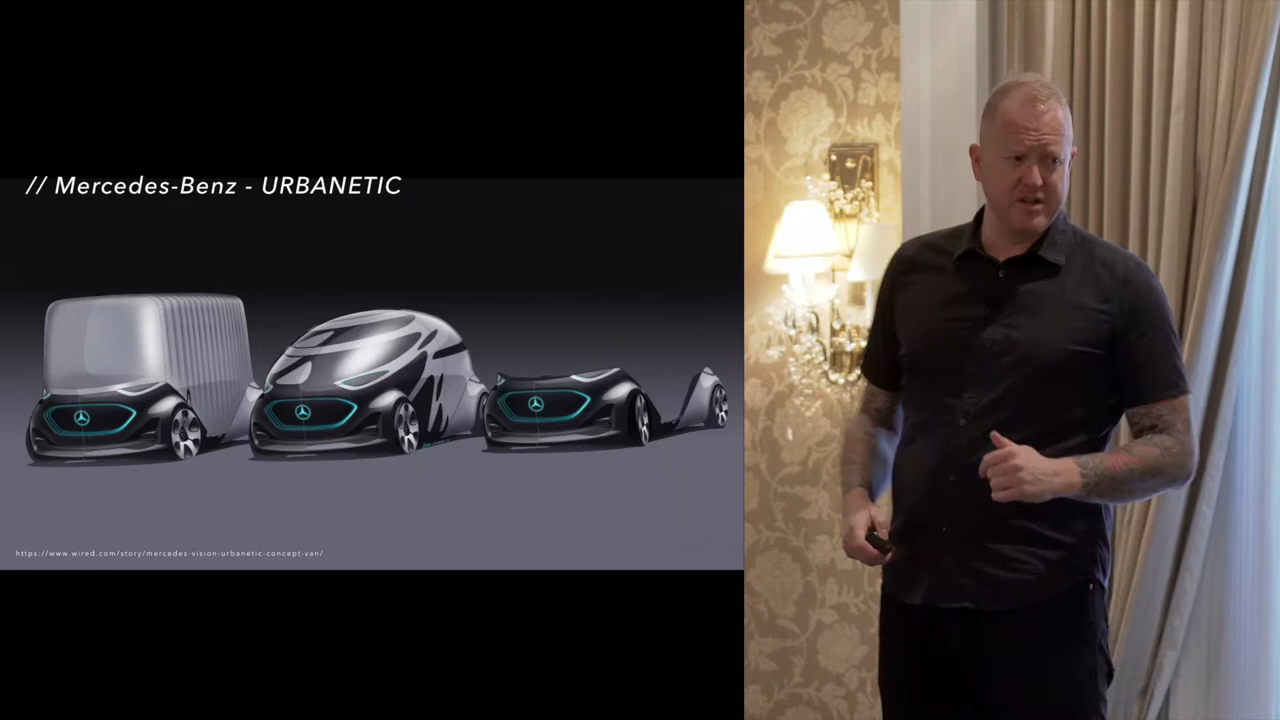 // Mercedes-Benz - URBANETIC
https://www.wired.com/story/mercedes-vision-urbanetic-concept-van/